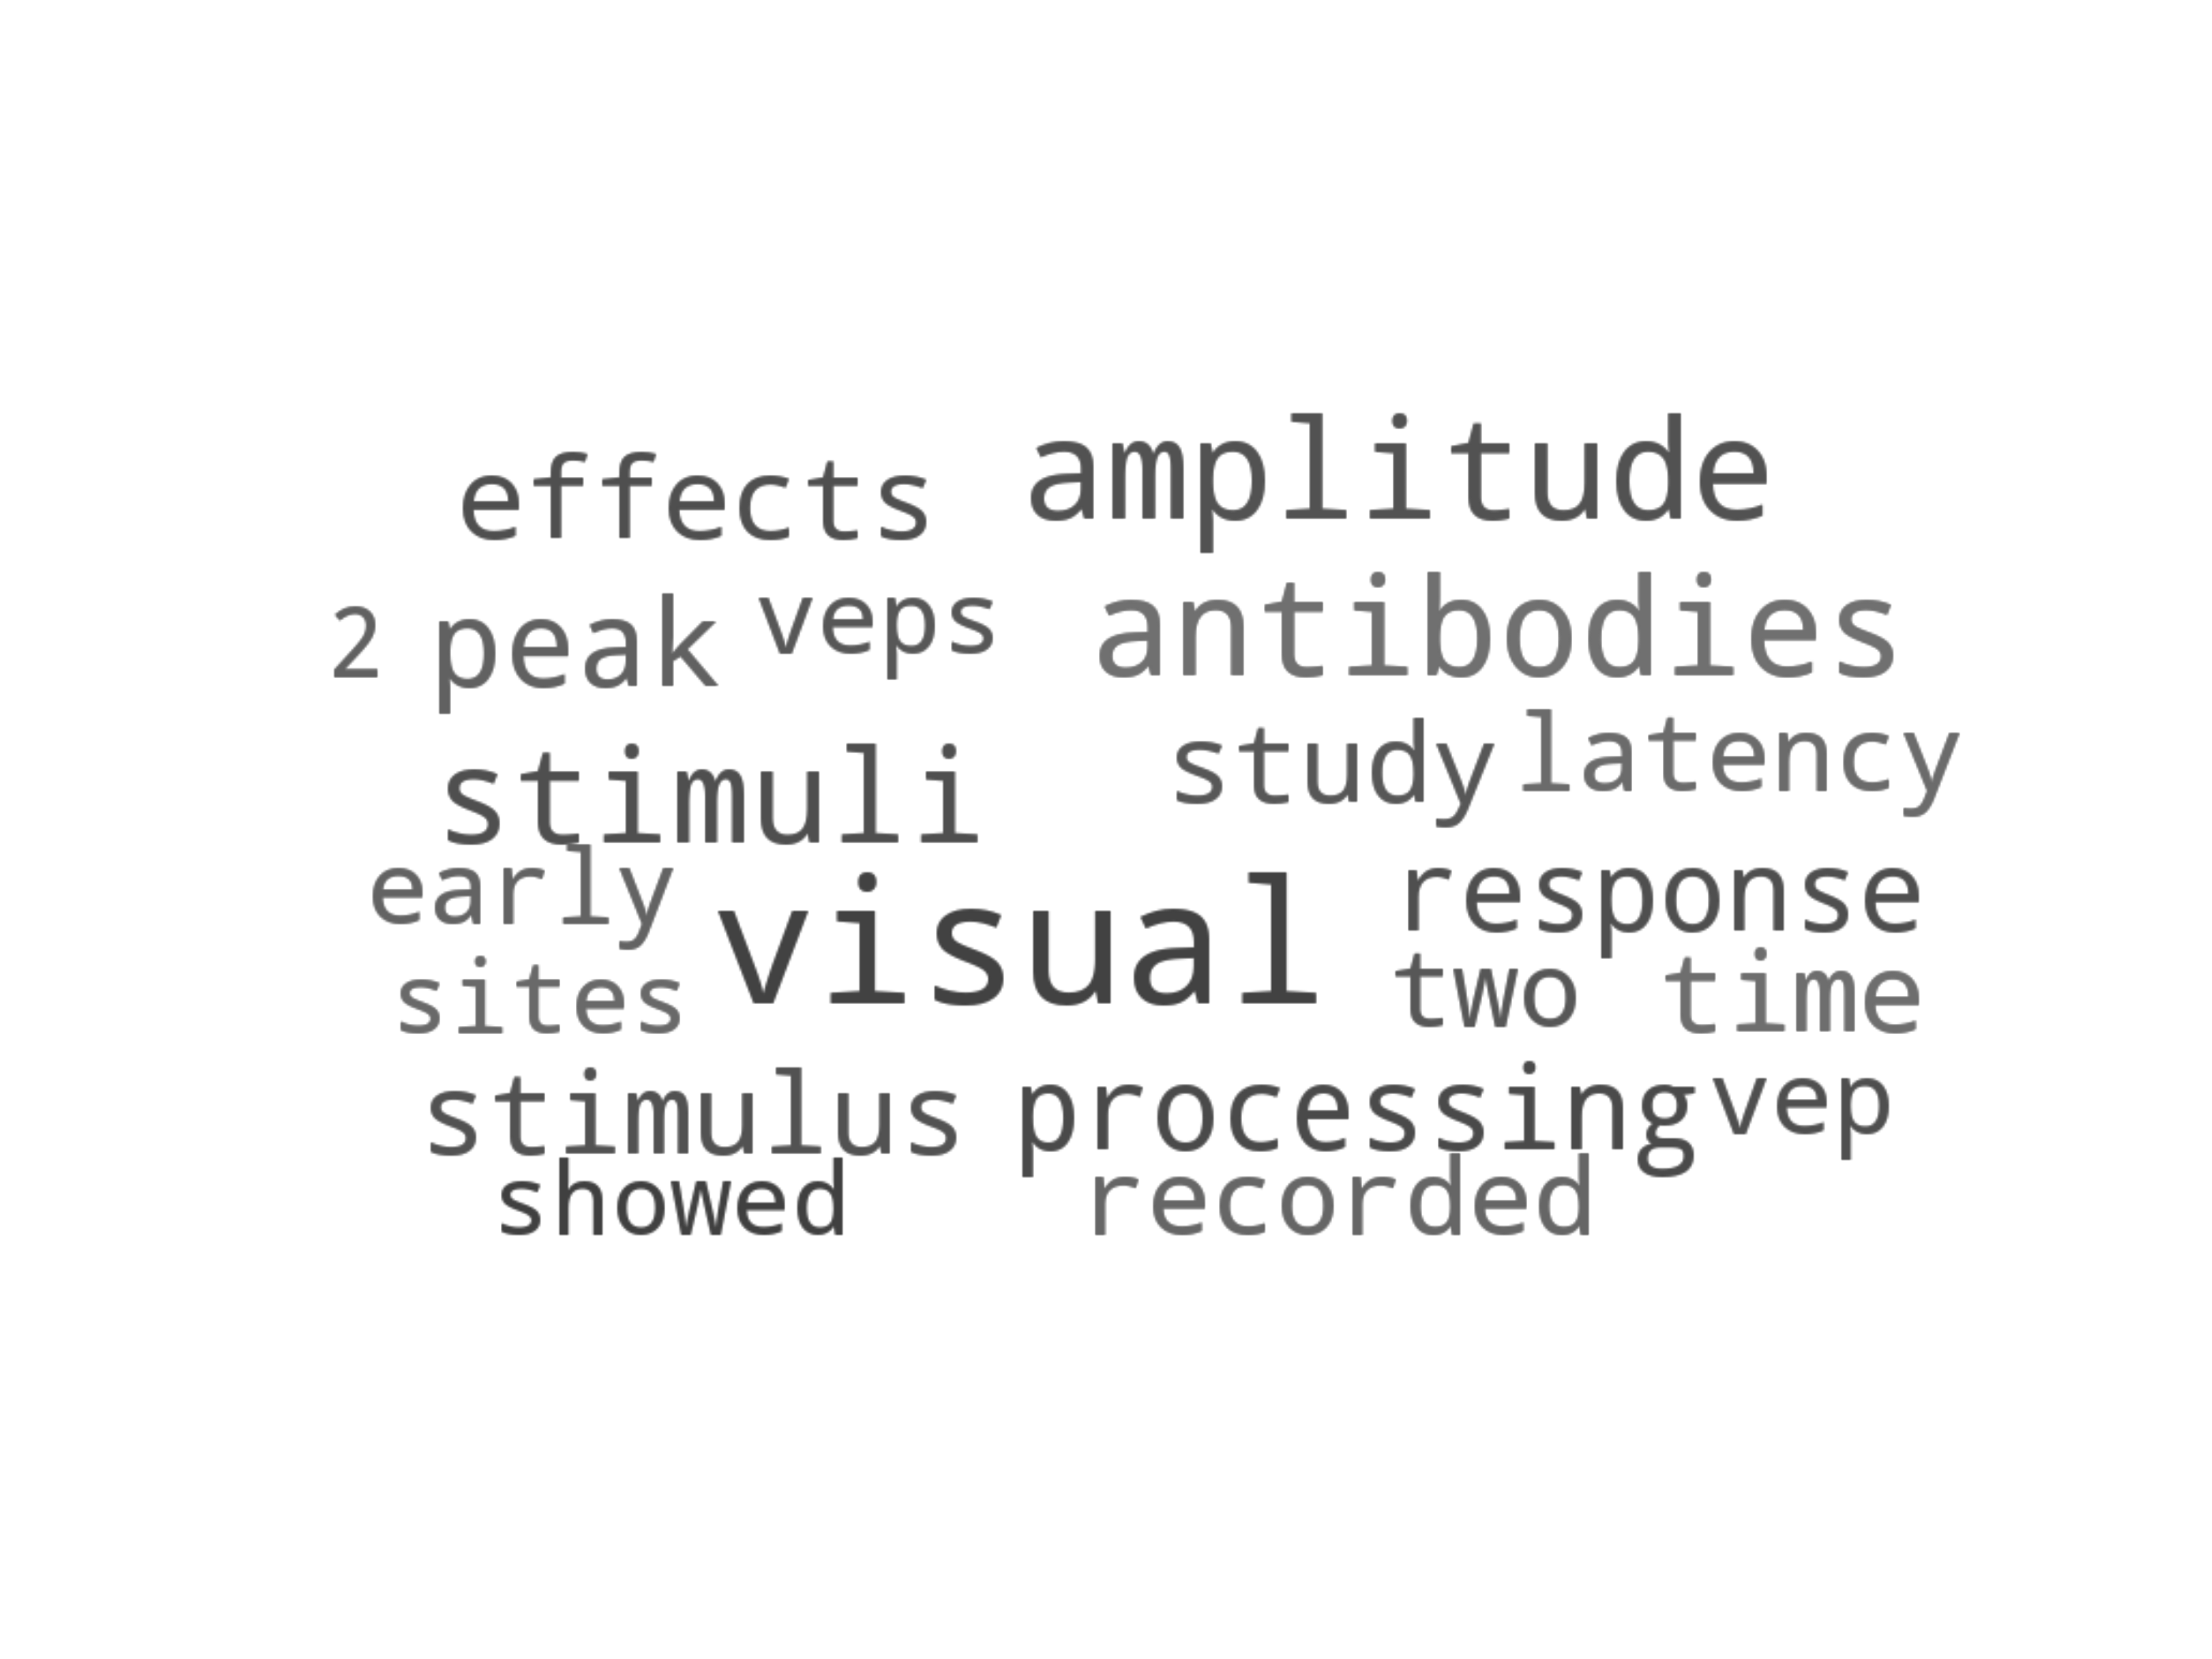 effects amplitude
2 peak veps antibodies
stimuli study latency
early visual response
sites two time
stimulus processing vep
showed recorded